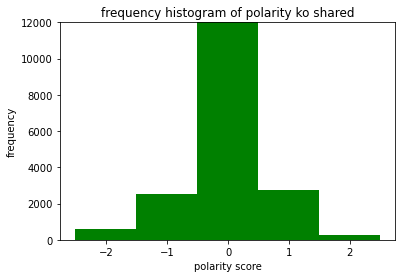 frequency histogram of polarity ko shared
12000
10000
8000
6000
4000
2000
0
frequency
−2 −1 0 1 2
polarity score